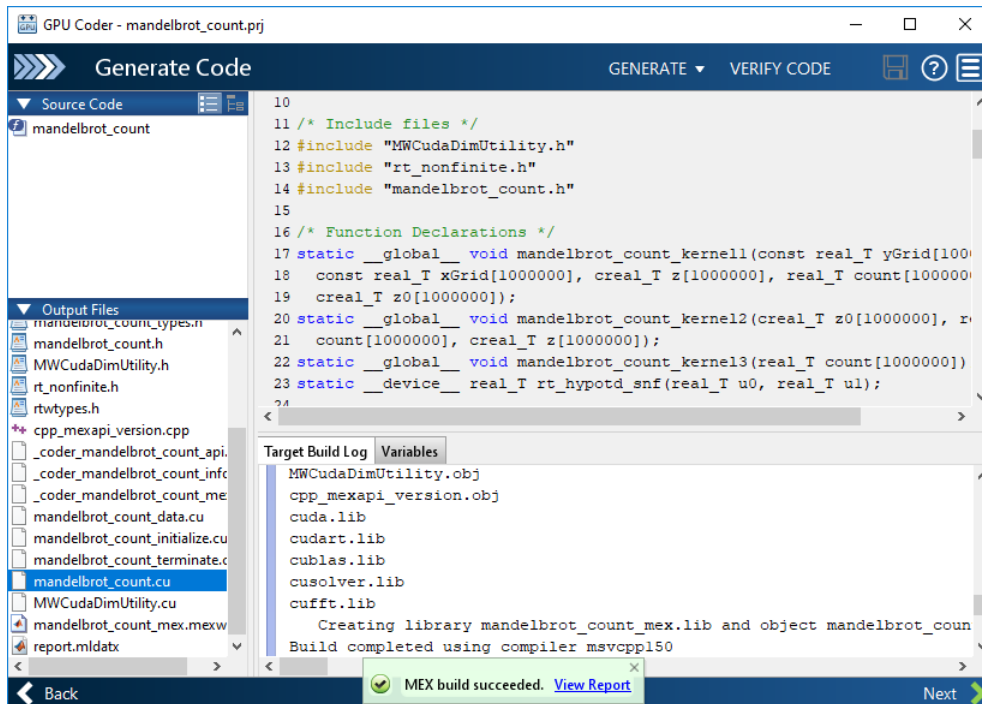 GPU Coder - mandelbrot_count.prj
Generate Code
GENERATE
VERIFY CODE
Source Code
mandelbrot_count
10
11 /* Include files */
12 #include "MWCudaDimUtility.h"
13 #include "rt_nonfinite.h"
14 #include "mandelbrot_count.h"
15
16 /* Function Declarations */
17 static __global__ void mandelbrot_count_kernel1(const real_T yGrid[100
18 const real_T xGrid[1000000], creal_T z[1000000], real_T count[100000
19 creal_T z0[1000000]);
20 static __global__ void mandelbrot_count_kernel2(creal_T z0[1000000], re
21 count[1000000], creal_T z[1000000]);
22 static __global__ void mandelbrot_count_kernel3(real_T count[1000000])
23 static __device__ real_T rt_hypotd_snf(real_T u0, real_T u1);
24
Output Files
mandelbrot_count_types.h
mandelbrot_count.h
MWCudaDimUtility.h
rt_nonfinite.h
rtwtypes.h
cpp_mexapi_version.cpp
_coder_mandelbrot_count_api.
_coder_mandelbrot_count_info
_coder_mandelbrot_count_me
mandelbrot_count_data.cu
mandelbrot_count_initialize.cu
mandelbrot_count_terminate.c
mandelbrot_count.cu
MWCudaDimUtility.cu
mandelbrot_count_mex.mexw
report.mldatx
Target Build Log
Variables
MWCudaDimUtility.obj
cpp_mexapi_version.obj
cuda.lib
cudart.lib
cublas.lib
cusolver.lib
cufft.lib
Creating library mandelbrot_count_mex.lib and object mandelbrot_coun
Build completed using compiler msvcpp150
MEX build succeeded. View Report
Back
Next